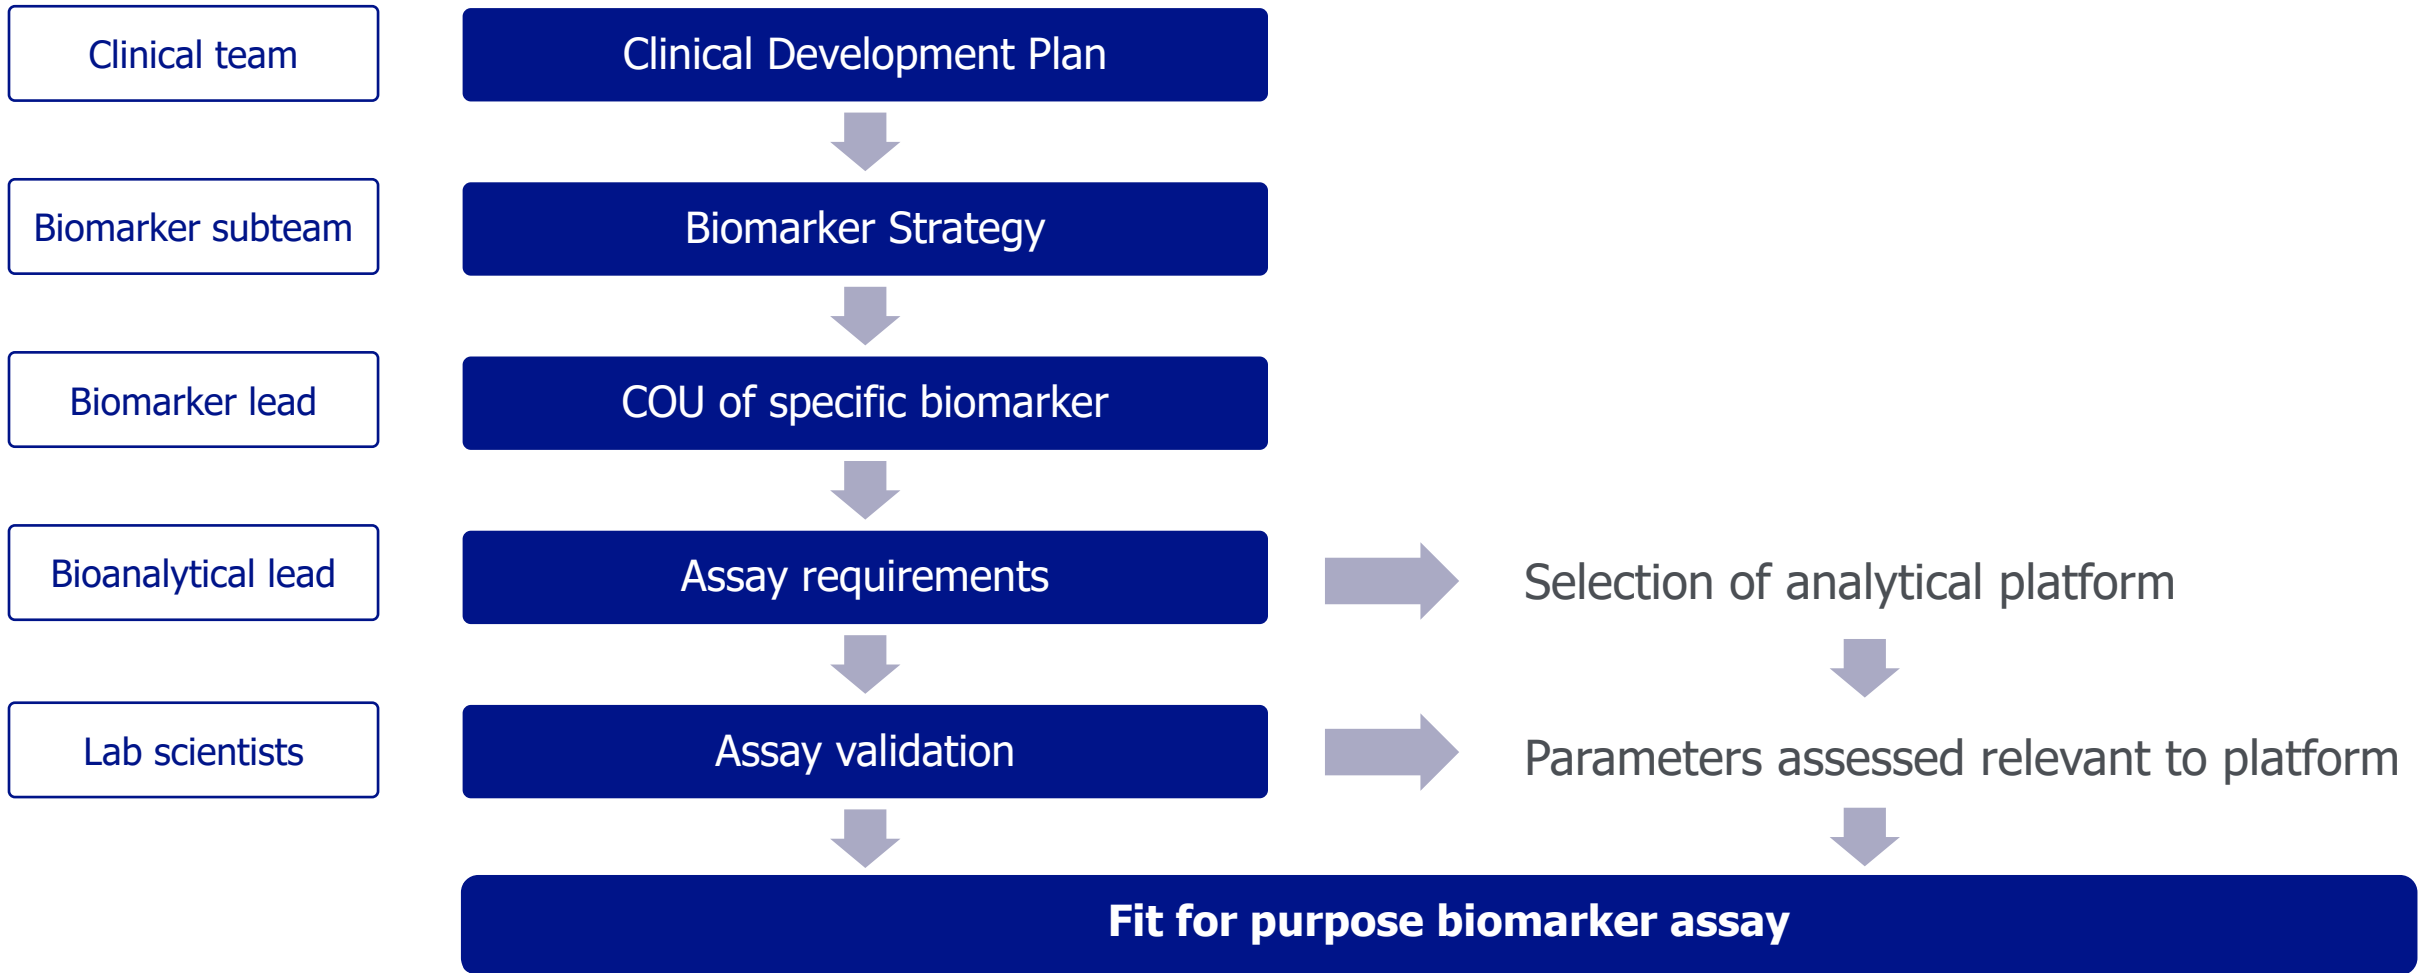 Clinical team
Clinical Development Plan
Biomarker subteam
Biomarker Strategy
Biomarker lead
COU of specific biomarker
Bioanalytical lead
Assay requirements
Selection of analytical platform
Lab scientists
Assay validation
Parameters assessed relevant to platform
Fit for purpose biomarker assay